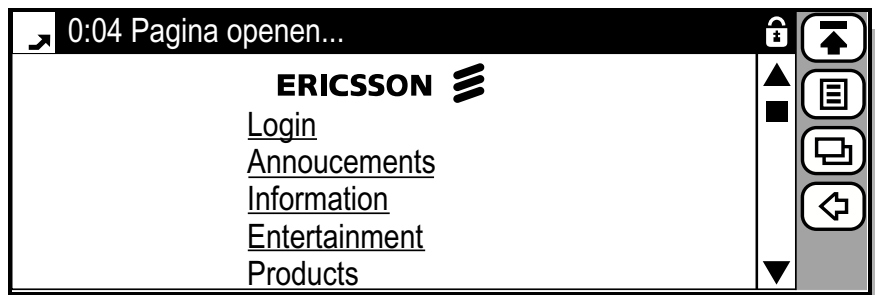 0:04 Pagina openen...
ERICSSON
Login
Annoucements
Information
Entertainment
Products